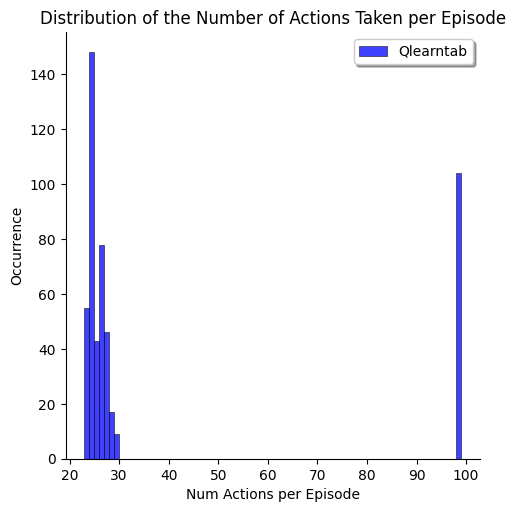 Distribution of the Number of Actions Taken per Episode
Qlearntab
140
120
100
80
60
40
20
0
Occurrence
20 30 40 50 60 70 80 90 100
Num Actions per Episode